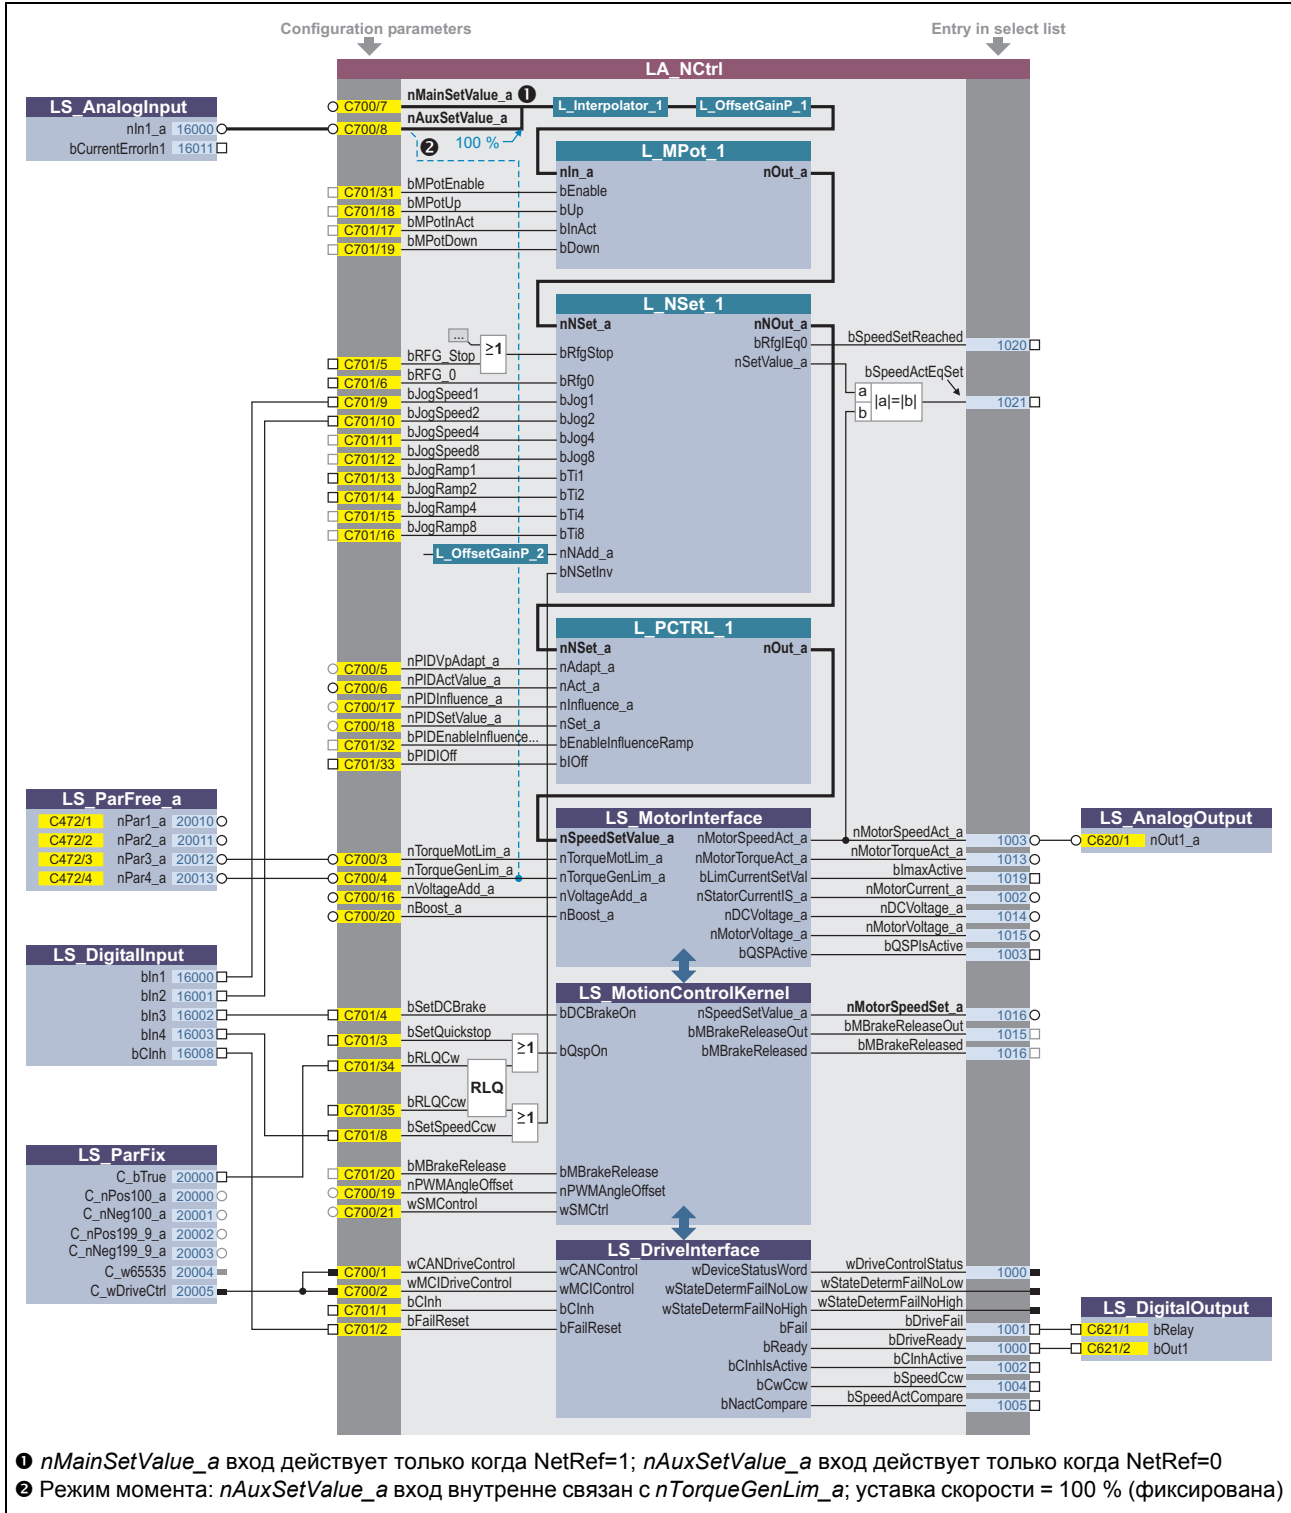 Configuration parameters
Entry in select list
LA_NCtrl
LS_AnalogInput
nIn1_a 16000
bCurrentErrorIn1 16011
C700/7 nMainSetValue_a ❶
C700/8 nAuxSetValue_a
❷ 100 %
L_Interpolator_1
L_OffsetGainP_1
L_MPot_1
nIn_a nOut_a
C701/31 bMPotEnable bEnable
C701/18 bMPotUp bUp
C701/17 bMPotInAct bInAct
C701/19 bMPotDown bDown
L_NSet_1
nNSet_a nNOut_a
... ≥1
bRfgIEq0 bSpeedSetReached 1020
C701/5 bRFG_Stop bRfgStop
nSetValue_a
bSpeedActEqSet
a
b
|a|=|b|
1021
C701/6 bRFG_0 bRfg0
C701/9 bJogSpeed1 bJog1
C701/10 bJogSpeed2 bJog2
C701/11 bJogSpeed4 bJog4
C701/12 bJogSpeed8 bJog8
C701/13 bJogRamp1 bTi1
C701/14 bJogRamp2 bTi2
C701/15 bJogRamp4 bTi4
C701/16 bJogRamp8 bTi8
L_OffsetGainP_2 nNAdd_a
bNSetInv
L_PCTRL_1
nNSet_a nOut_a
C700/5 nPIDVpAdapt_a nAdapt_a
C700/6 nPIDActValue_a nAct_a
C700/17 nPIDInfluence_a nInfluence_a
C700/18 nPIDSetValue_a nSet_a
C701/32 bPIDEnableInfluence... bEnableInfluenceRamp
C701/33 bPIDIOff bIOff
LS_ParFree_a
C472/1 nPar1_a 20010
C472/2 nPar2_a 20011
C472/3 nPar3_a 20012
C472/4 nPar4_a 20013
LS_MotorInterface
nSpeedSetValue_a nMotorSpeedAct_a nMotorSpeedAct_a 1003
C700/3 nTorqueMotLim_a nTorqueMotLim_a nMotorTorqueAct_a nMotorTorqueAct_a 1013
C700/4 nTorqueGenLim_a nTorqueGenLim_a bLimCurrentSetVal bImaxActive 1019
C700/16 nVoltageAdd_a nVoltageAdd_a nStatorCurrentIS_a nMotorCurrent_a 1002
C700/20 nBoost_a nBoost_a nDCVoltage_a nDCVoltage_a 1014
nMotorVoltage_a nMotorVoltage_a 1015
bQSPActive bQSPIsActive 1003
LS_AnalogOutput
C620/1 nOut1_a
LS_DigitalInput
bIn1 16000
bIn2 16001
bIn3 16002
bIn4 16003
bCInh 16008
LS_MotionControlKernel
C701/4 bSetDCBrake bDCBrakeOn nSpeedSetValue_a nMotorSpeedSet_a 1016
C701/3 bSetQuickstop bMBrakeReleaseOut bMBrakeReleaseOut 1015
≥1 bQspOn bMBrakeReleased bMBrakeReleased 1016
C701/34 bRLQCw
RLQ
C701/35 bRLQCcw
≥1
C701/8 bSetSpeedCcw
C701/20 bMBrakeRelease bMBrakeRelease
C700/19 nPWMAngleOffset nPWMAngleOffset
C700/21 wSMControl wSMCtrl
LS_ParFix
C_bTrue 20000
C_nPos100_a 20000
C_nNeg100_a 20001
C_nPos199_9_a 20002
C_nNeg199_9_a 20003
C_w65535 20004
C_wDriveCtrl 20005
LS_DriveInterface
C700/1 wCANDriveControl wCANControl wDeviceStatusWord wDriveControlStatus 1000
C700/2 wMCIDriveControl wMCIControl wStateDetermFailNoLow wStateDetermFailNoLow
C701/1 bCInh bCInh wStateDetermFailNoHigh wStateDetermFailNoHigh
C701/2 bFailReset bFailReset bFail bDriveFail 1001
bReady bDriveReady 1000
bCInhIsActive bCInhActive 1002
bCwCcw bSpeedCcw 1004
bNactCompare bSpeedActCompare 1005
LS_DigitalOutput
C621/1 bRelay
C621/2 bOut1
❶ nMainSetValue_a вход действует только когда NetRef=1; nAuxSetValue_a вход действует только когда NetRef=0
❷ Режим момента: nAuxSetValue_a вход внутренне связан с nTorqueGenLim_a; уставка скорости = 100 % (фиксирована)